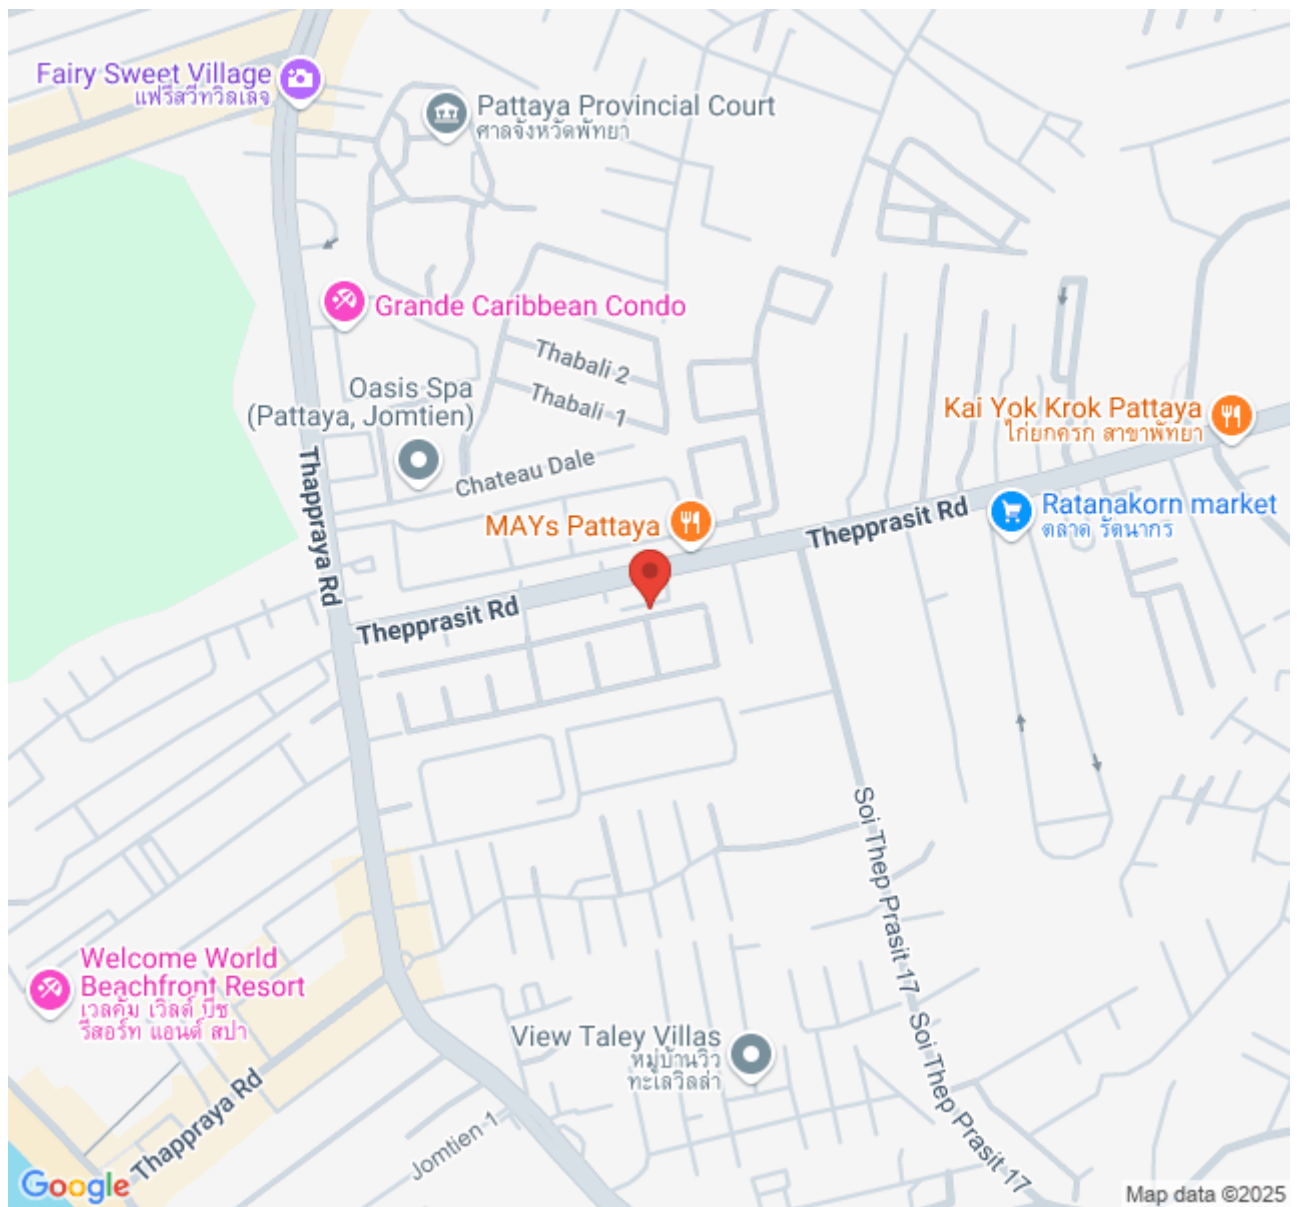 Fairy Sweet Village
แฟรี่สวีทวิลเลจ
Pattaya Provincial Court
ศาลจังหวัดพัทยา
Grande Caribbean Condo
Thabali 2
Oasis Spa
(Pattaya, Jomtien)
Thabali 1
Kai Yok Krok Pattaya
ไก่ยกครก สาขาพัทยา
Chateau Dale
Thappraya Rd
MAYs Pattaya
Thepprasit Rd
Ratanakorn market
ตลาด รัตนากร
Thepprasit Rd
Soi Thep Prasit 17
Welcome World
Beachfront Resort
เวลคัม เวิลด์ บีช
รีสอร์ท แอนด์ สปา
View Taley Villas
หมู่บ้านวิว
ทะเลวิลล่า
Soi Thep Prasit 17
Thappraya Rd
Jomtien 1
Google
Map data ©2025